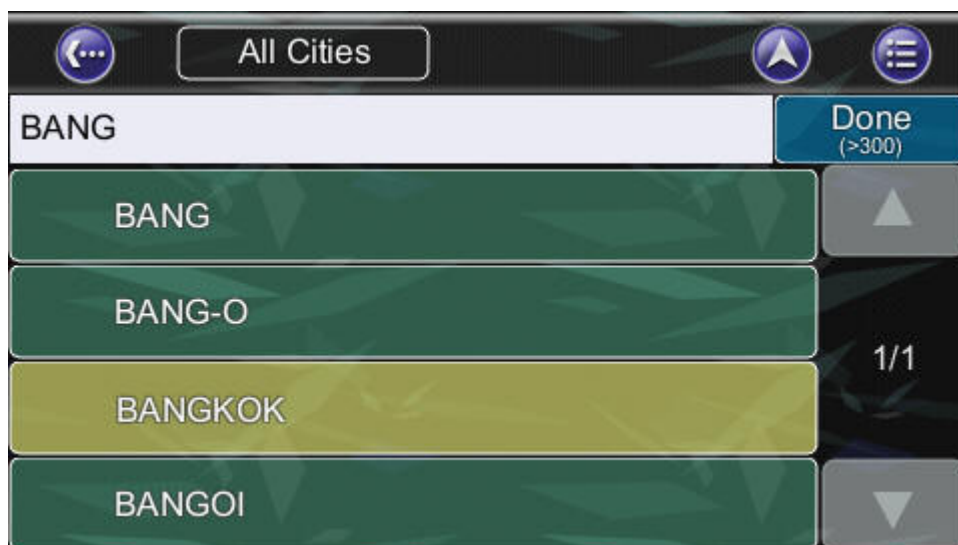 All Cities
BANG
Done
(>300)
BANG
BANG-O
1/1
BANGKOK
BANGOI